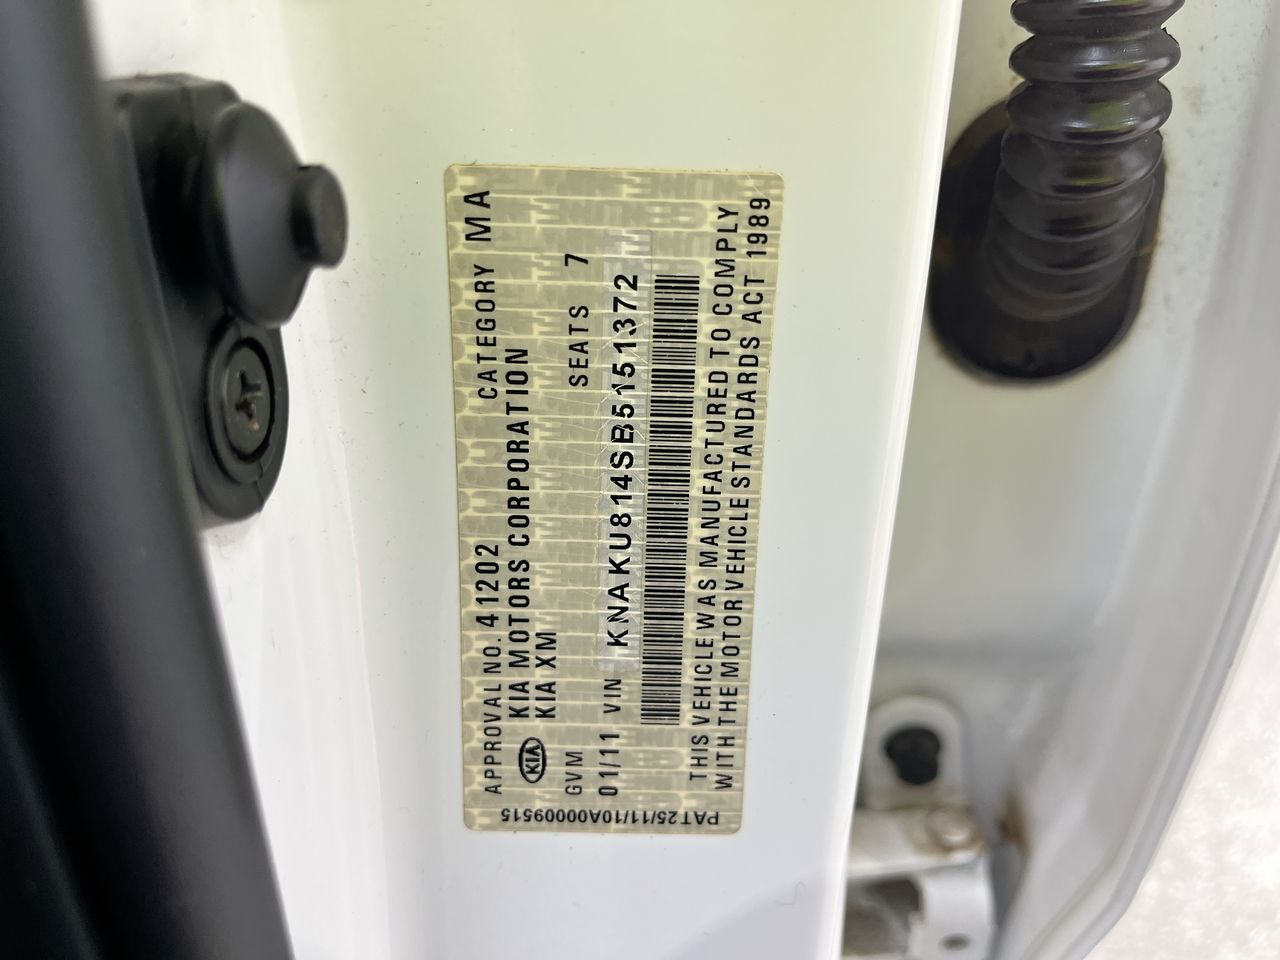 APPROVAL NO. 41202 CATEGORY MA
KIA MOTORS CORPORATION
KIA KIA XM
GVM SEATS 7
01/11 VIN KNAKU814SB5151372
THIS VEHICLE WAS MANUFACTURED TO COMPLY
WITH THE MOTOR VEHICLE STANDARDS ACT 1989
PAT25/11/10A00009515